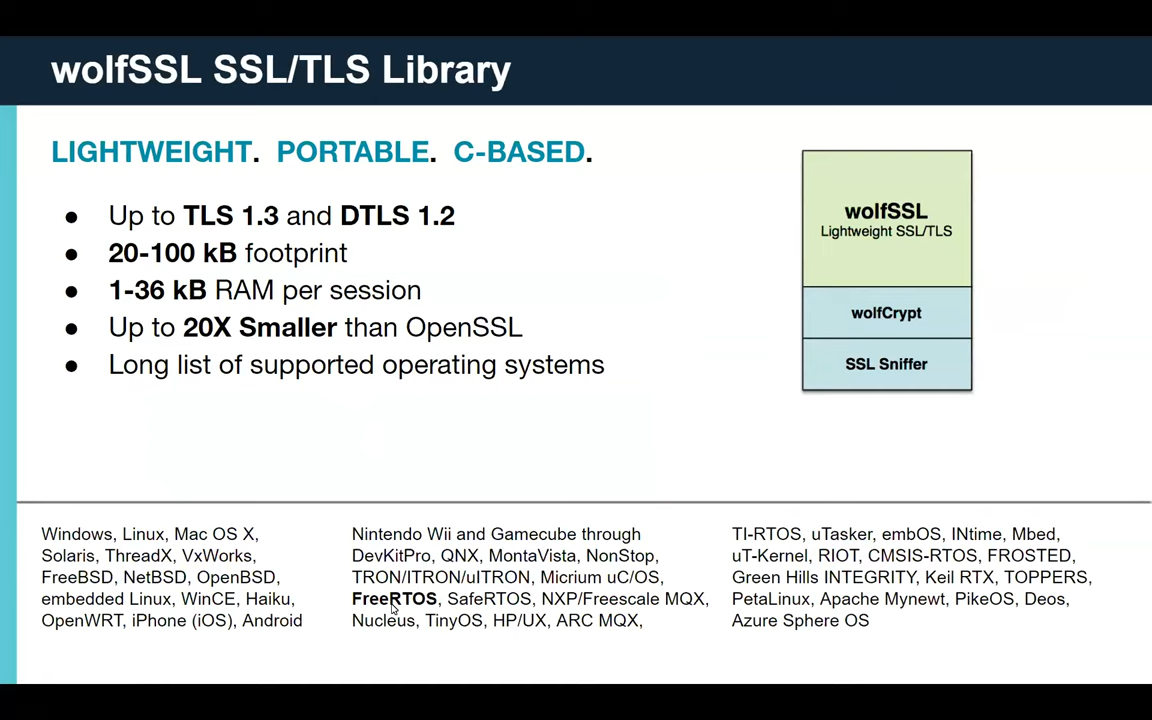 wolfSSL SSL/TLS Library
LIGHTWEIGHT. PORTABLE. C-BASED.
● Up to TLS 1.3 and DTLS 1.2
● 20-100 kB footprint
● 1-36 kB RAM per session
● Up to 20X Smaller than OpenSSL
● Long list of supported operating systems
wolfSSL
Lightweight SSL/TLS
wolfCrypt
SSL Sniffer
Windows, Linux, Mac OS X,
Solaris, ThreadX, VxWorks,
FreeBSD, NetBSD, OpenBSD,
embedded Linux, WinCE, Haiku,
OpenWRT, iPhone (iOS), Android
Nintendo Wii and Gamecube through
DevKitPro, QNX, MontaVista, NonStop,
TRON/ITRON/uITRON, Micrium uC/OS,
FreeRTOS, SafeRTOS, NXP/Freescale MQX,
Nucleus, TinyOS, HP/UX, ARC MQX,
TI-RTOS, uTasker, embOS, INtime, Mbed,
uT-Kernel, RIOT, CMSIS-RTOS, FROSTED,
Green Hills INTEGRITY, Keil RTX, TOPPERS,
PetaLinux, Apache Mynewt, PikeOS, Deos,
Azure Sphere OS